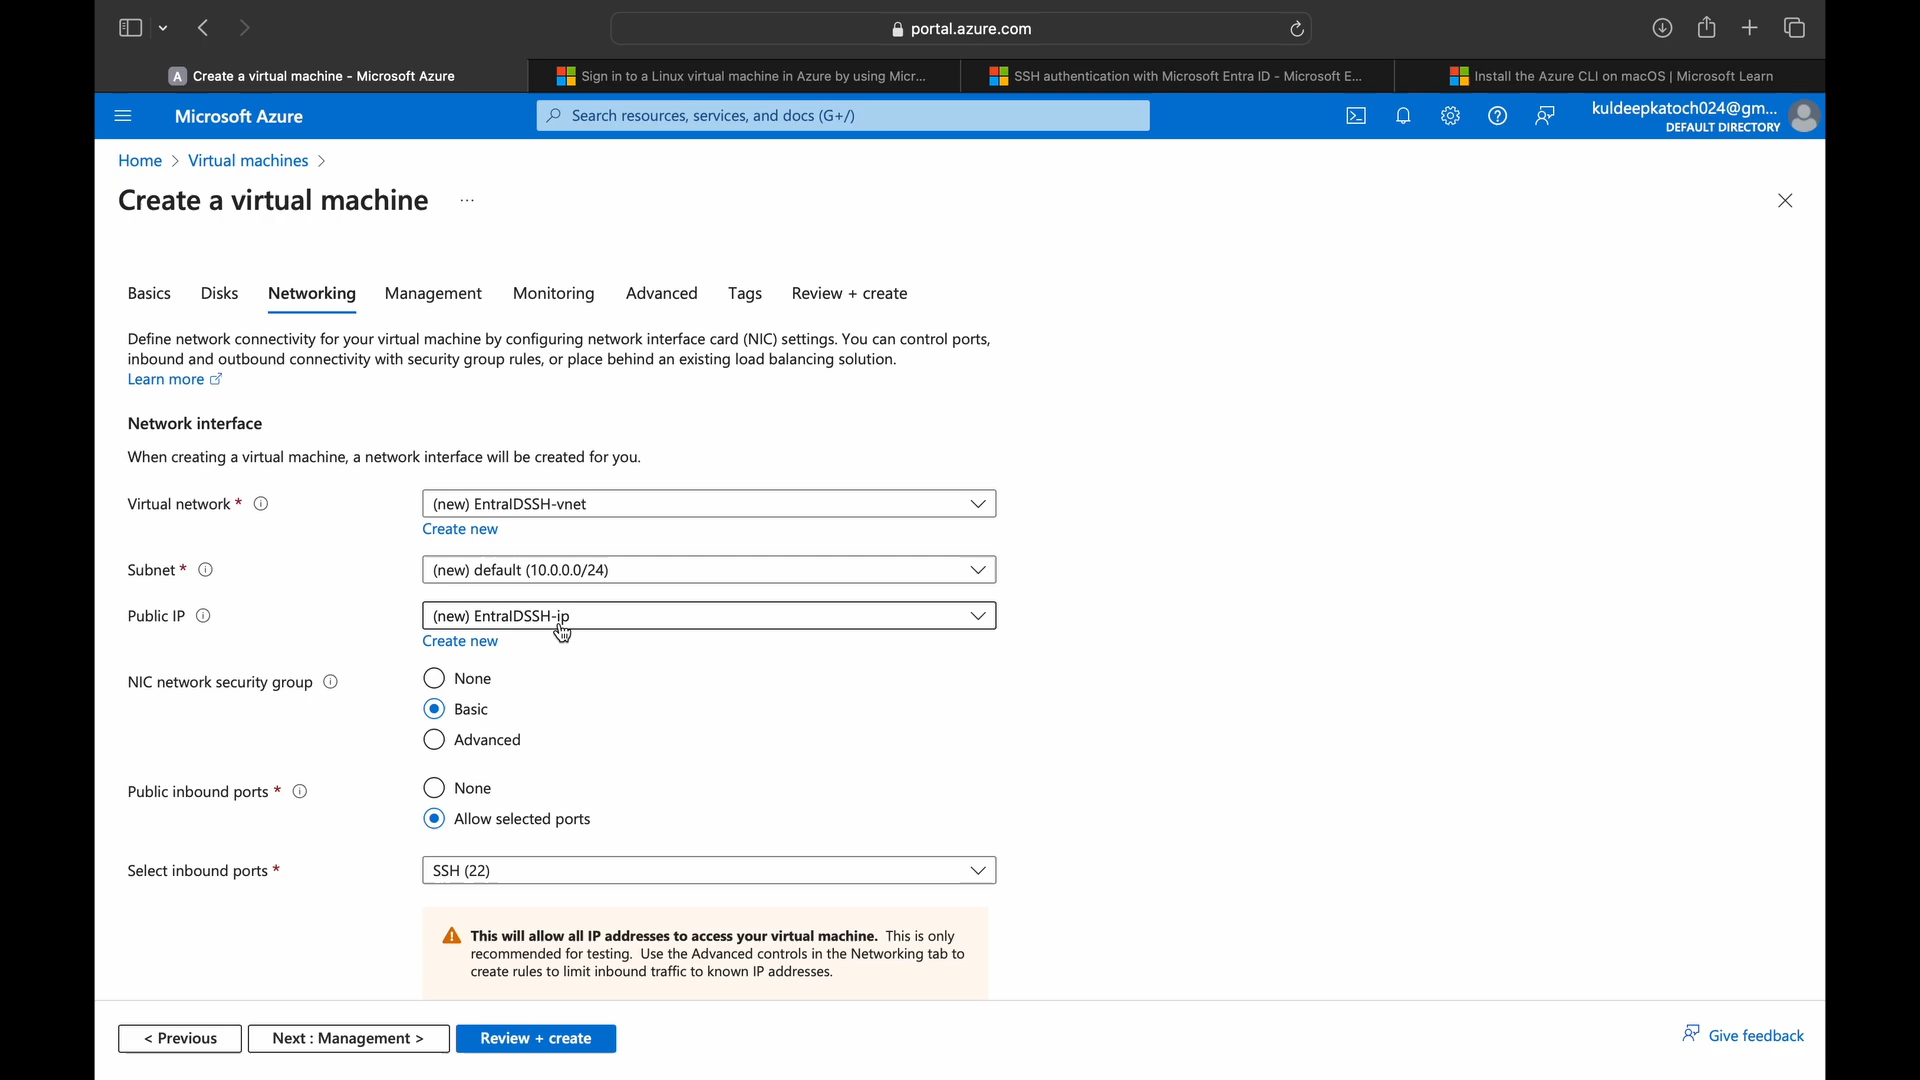 portal.azure.com
A Create a virtual machine - Microsoft Azure
Sign in to a Linux virtual machine in Azure by using Micr...
SSH authentication with Microsoft Entra ID - Microsoft E...
Install the Azure CLI on macOS | Microsoft Learn
Microsoft Azure
Search resources, services, and docs (G+/)
kuldeepkatoch024@gm...
DEFAULT DIRECTORY
Home > Virtual machines >
Create a virtual machine ...
Basics Disks Networking Management Monitoring Advanced Tags Review + create
Define network connectivity for your virtual machine by configuring network interface card (NIC) settings. You can control ports,
inbound and outbound connectivity with security group rules, or place behind an existing load balancing solution.
Learn more
Network interface
When creating a virtual machine, a network interface will be created for you.
Virtual network * (new) EntraIDSSH-vnet
Create new
Subnet * (new) default (10.0.0.0/24)
Public IP (new) EntraIDSSH-ip
Create new
NIC network security group
None
Basic
Advanced
Public inbound ports *
None
Allow selected ports
Select inbound ports * SSH (22)
This will allow all IP addresses to access your virtual machine. This is only
recommended for testing. Use the Advanced controls in the Networking tab to
create rules to limit inbound traffic to known IP addresses.
< Previous
Next : Management >
Review + create
Give feedback